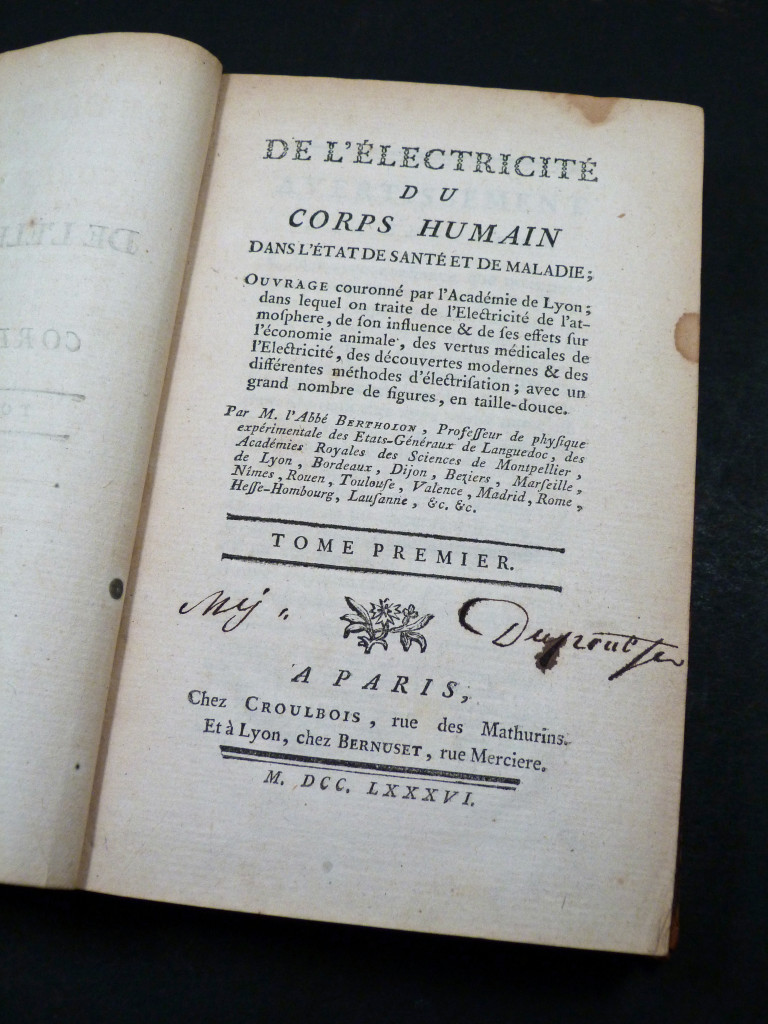 DE L'ÉLECTRICITÉ
DU
CORPS HUMAIN
DANS L'ÉTAT DE SANTÉ ET DE MALADIE;
OUVRAGE couronné par l'Académie de Lyon;
dans lequel on traite de l'Electricité de l'at-
moſphere, de ſon influence & de ſes effets ſur
l'économie animale, des vertus médicales de
l'Electricité, des découvertes modernes & des
différentes méthodes d'électriſation; avec un
grand nombre de figures, en taille-douce.
Par M. l'Abbé BERTHOLON, Profeſſeur de phyſique
expérimentale des Etats-Généraux de Languedoc, des
Académies Royales des Sciences de Montpellier,
de Lyon, Bordeaux, Dijon, Beziers, Marſeille,
Nîmes, Rouen, Toulouſe, Valence, Madrid, Rome,
Heſſe-Hombourg, Lauſanne, &c. &c.
TOME PREMIER.
A PARIS,
Chez CROULBOIS, rue des Mathurins.
Et à Lyon, chez BERNUSET, rue Merciere.
M. DCC. LXXXVI.